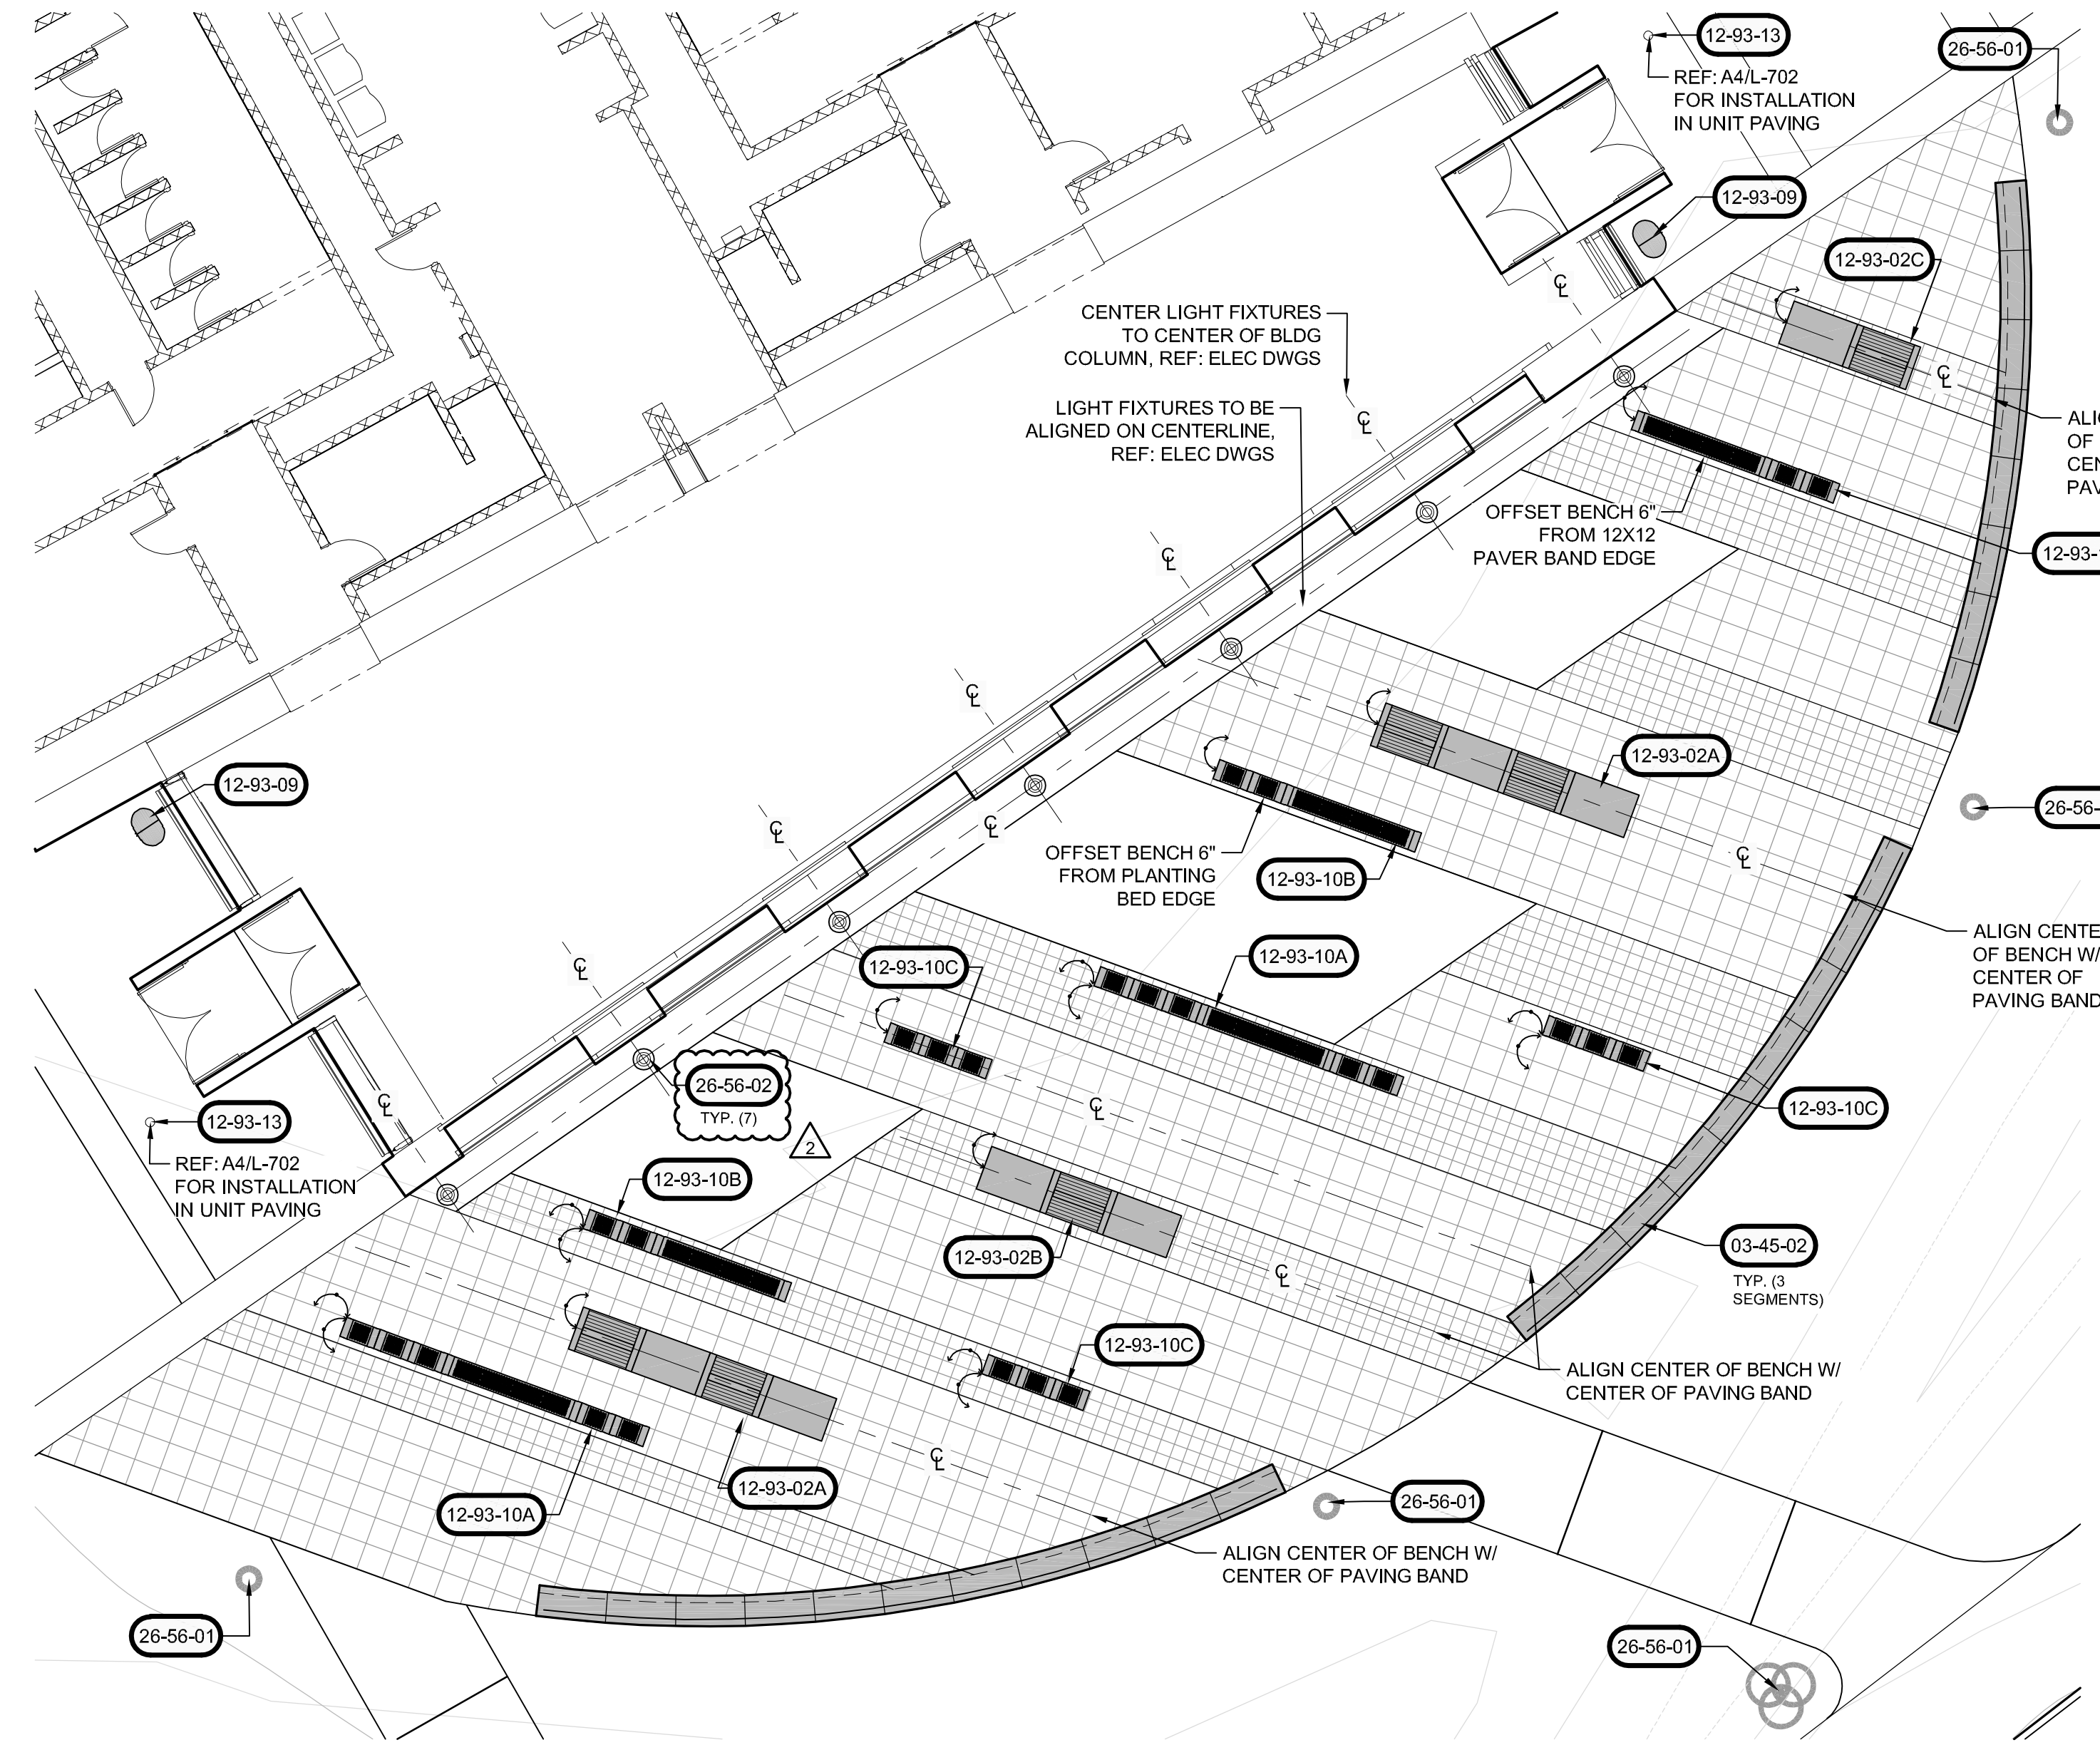 12-93-13
REF: A4/L-702
FOR INSTALLATION
IN UNIT PAVING
26-56-01
12-93-09
12-93-02C
CENTER LIGHT FIXTURES
TO CENTER OF BLDG
COLUMN, REF: ELEC DWGS
LIGHT FIXTURES TO BE
ALIGNED ON CENTERLINE,
REF: ELEC DWGS
℄
℄
℄
℄
OFFSET BENCH 6"
FROM 12X12
PAVER BAND EDGE
OF
12-93-
℄
℄
12-93-02A
12-93-09
26-56-
℄
℄
℄
OFFSET BENCH 6"
FROM PLANTING
BED EDGE
12-93-10B
ALIGN CENTE
OF BENCH W/
CENTER OF
PAVING BAND
12-93-10C
12-93-10A
℄
26-56-02
TYP. (7)
2
12-93-10C
℄
℄
12-93-13
REF: A4/L-702
FOR INSTALLATION
IN UNIT PAVING
12-93-10B
12-93-02B
℄
03-45-02
TYP. (3
SEGMENTS)
12-93-10C
ALIGN CENTER OF BENCH W/
CENTER OF PAVING BAND
℄
12-93-02A
12-93-10A
26-56-01
ALIGN CENTER OF BENCH W/
CENTER OF PAVING BAND
26-56-01
26-56-01